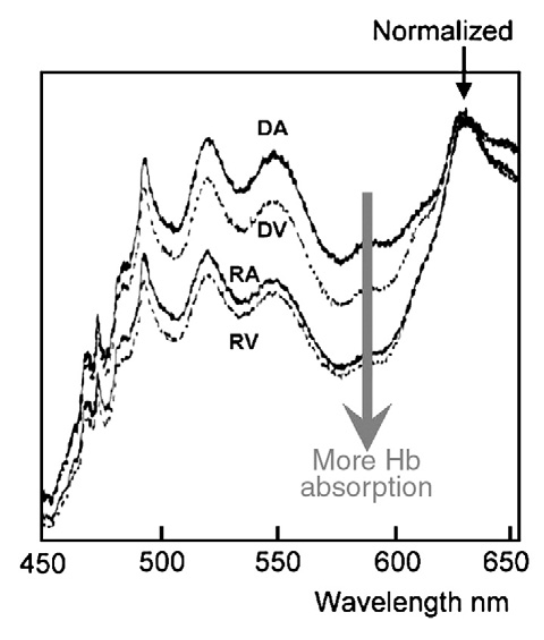 Normalized
DA
DV
RA
RV
More Hb
absorption
450 500 550 600 650
Wavelength nm